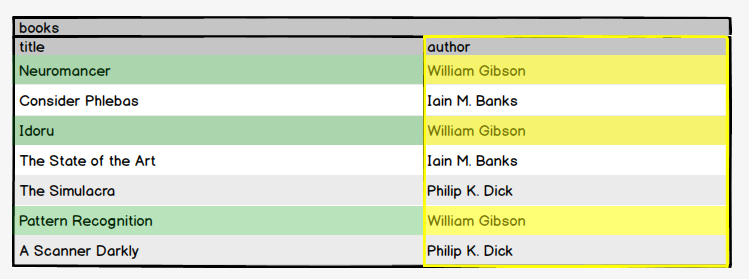 books
title author
Neuromancer William Gibson
Consider Phlebas Iain M. Banks
Idoru William Gibson
The State of the Art Iain M. Banks
The Simulacra Philip K. Dick
Pattern Recognition William Gibson
A Scanner Darkly Philip K. Dick